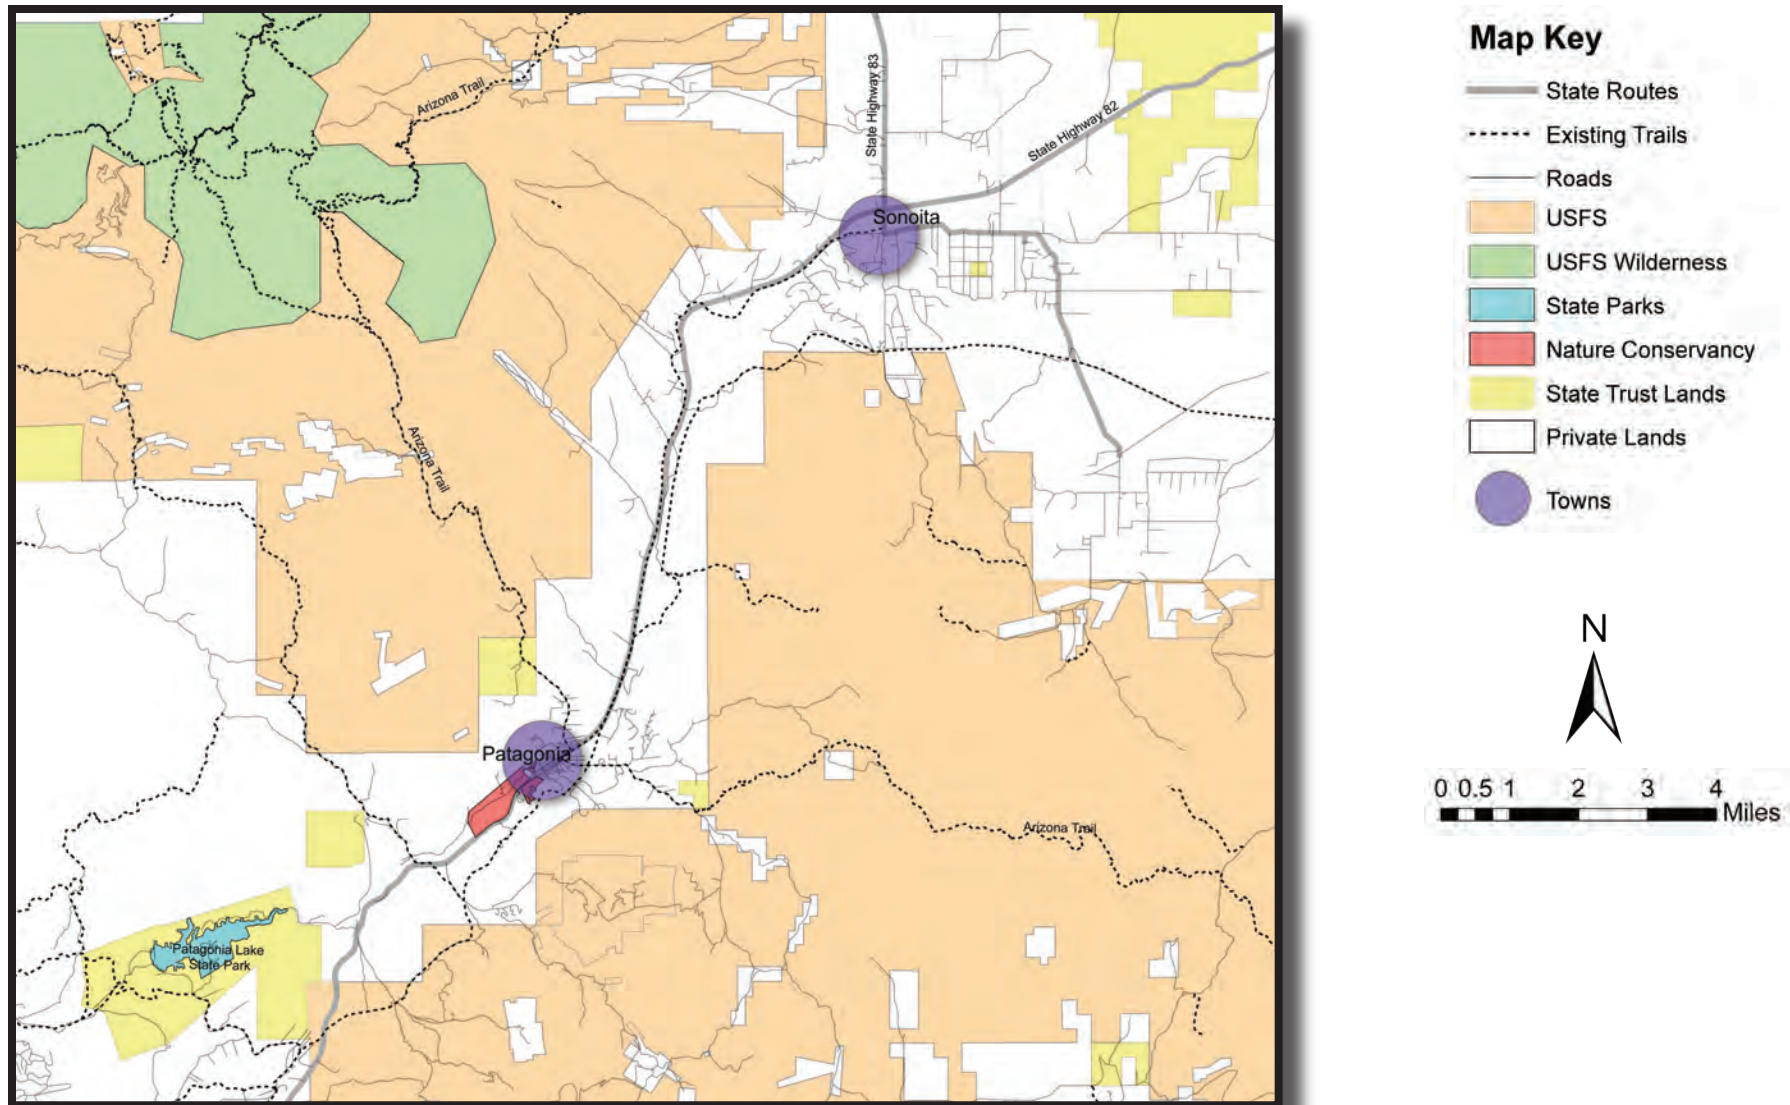 Arizona Trail
State Highway 83
State Highway 82
Sonoita
Arizona Trail
Patagonia
Arizona Trail
Patagonia Lake
State Park
Map Key
State Routes
Existing Trails
Roads
USFS
USFS Wilderness
State Parks
Nature Conservancy
State Trust Lands
Private Lands
Towns
N
0 0.5 1 2 3 4
Miles